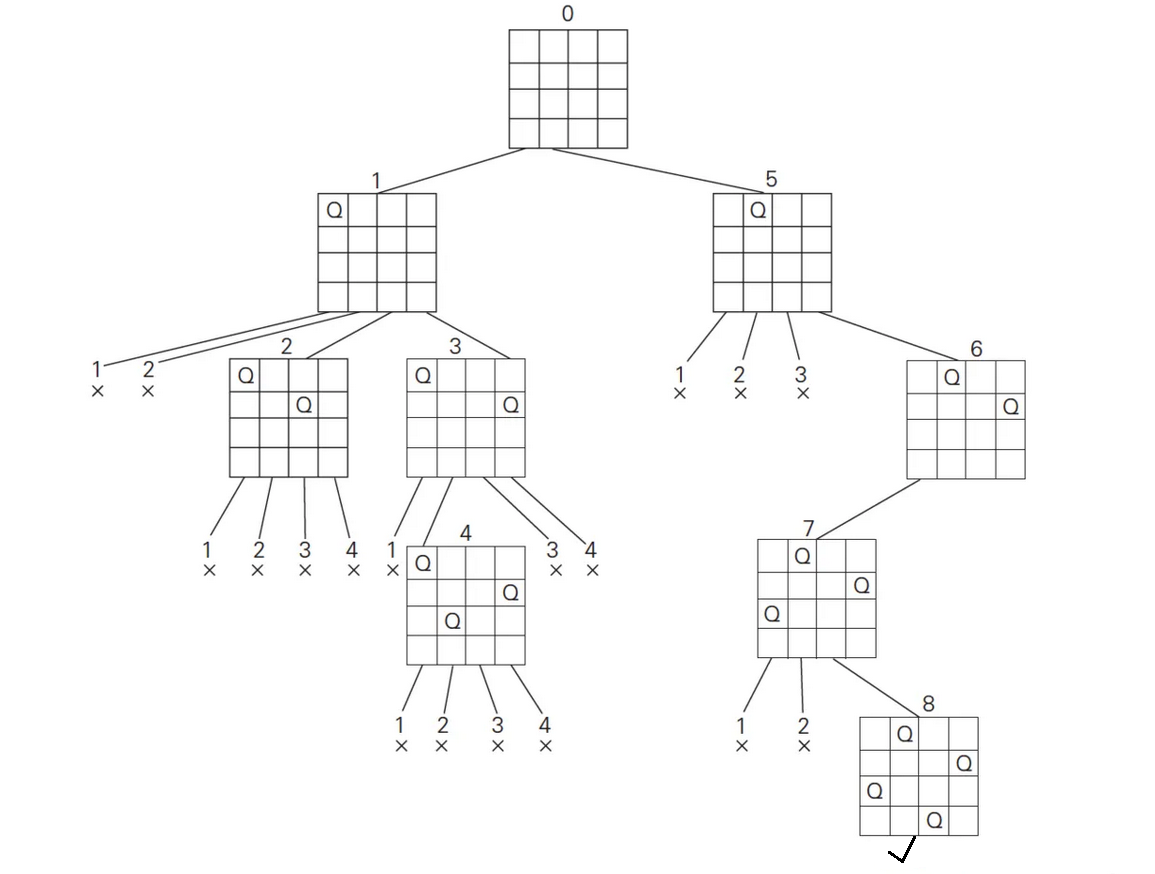 0
1 5
Q Q
1 2 2 3 1 2 3 6
× × Q Q × × × Q
Q Q Q
1 2 3 4 1 4 3 4 7
× × × × × Q × × Q
Q Q
Q Q
1 2 3 4 1 2 8
× × × × × × Q
Q
Q
Q
✓